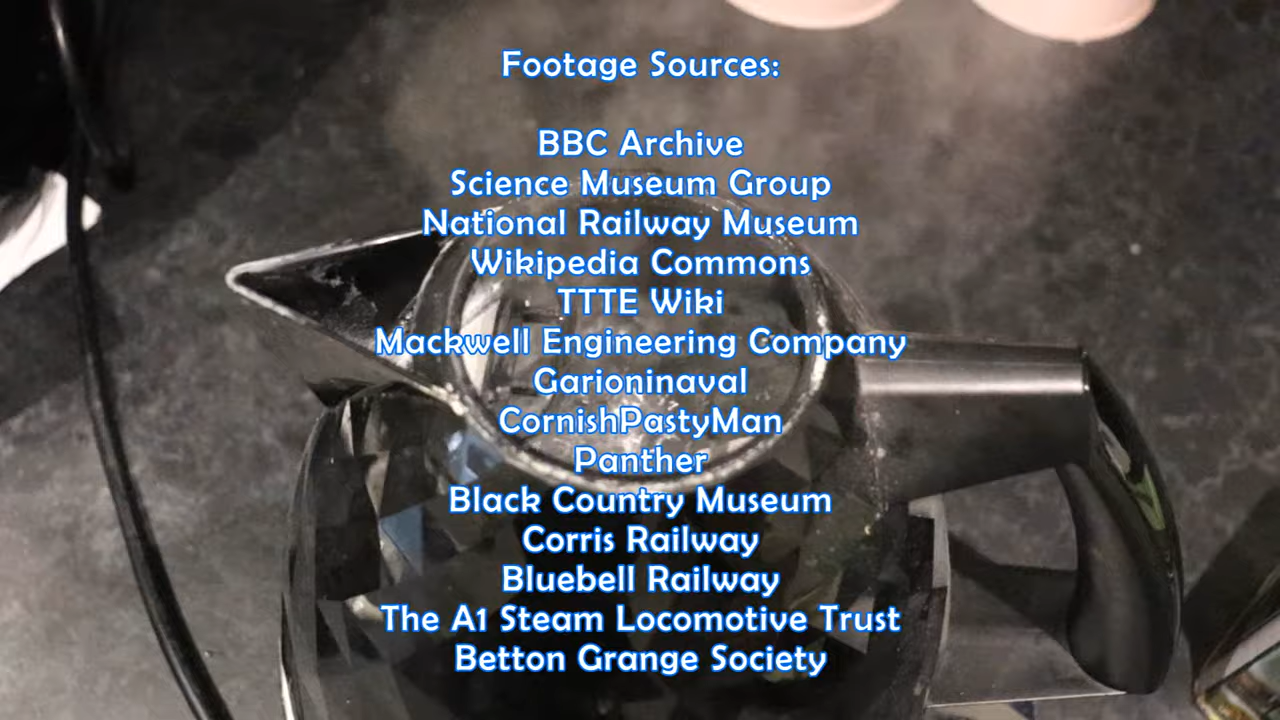 Footage Sources:
BBC Archive
Science Museum Group
National Railway Museum
Wikipedia Commons
TTTE Wiki
Mackwell Engineering Company
Garioninaval
CornishPastyMan
Panther
Black Country Museum
Corris Railway
Bluebell Railway
The A1 Steam Locomotive Trust
Betton Grange Society